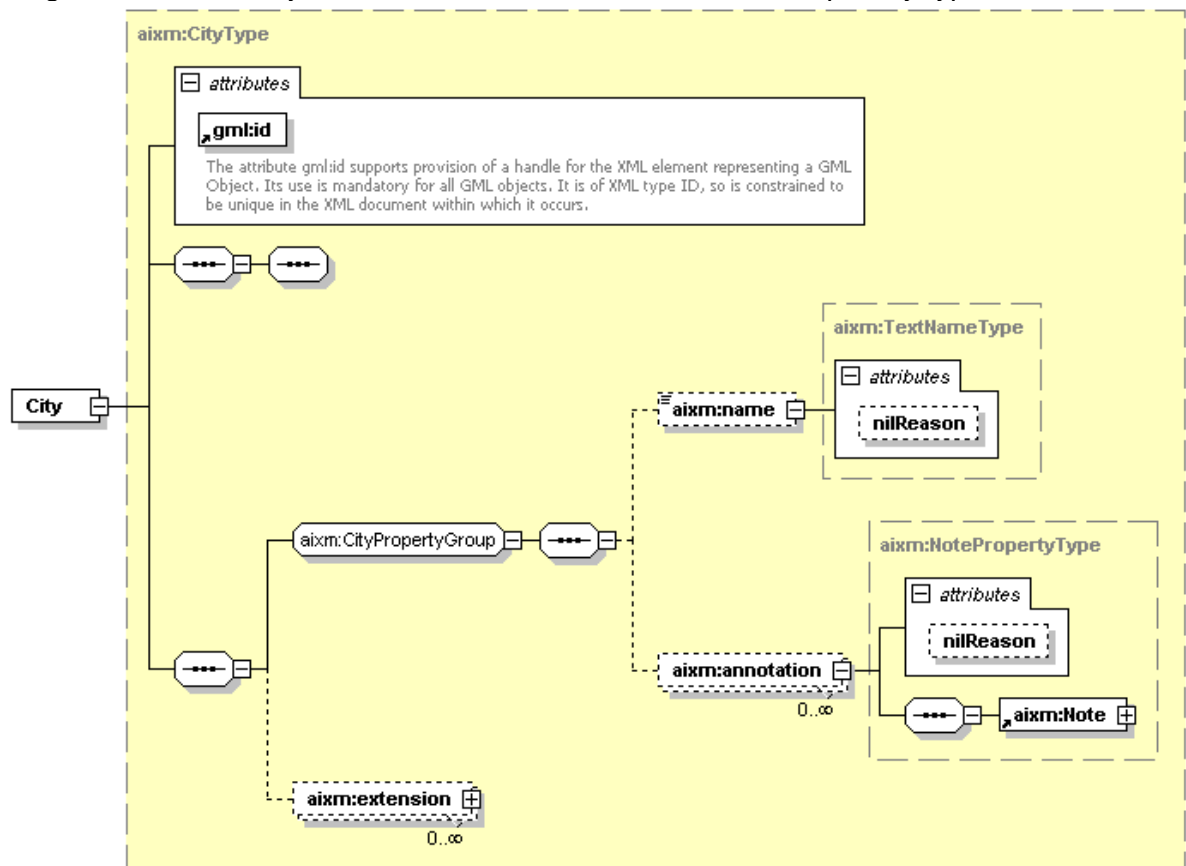 aixm:CityType
attributes
gml:id
The attribute gml:id supports provision of a handle for the XML element representing a GML
Object. Its use is mandatory for all GML objects. It is of XML type ID, so is constrained to
be unique in the XML document within which it occurs.
City
aixm:TextNameType
attributes
aixm:name
nilReason
aixm:CityPropertyGroup
aixm:NotePropertyType
attributes
nilReason
aixm:annotation
0..∞
aixm:Note
aixm:extension
0..∞